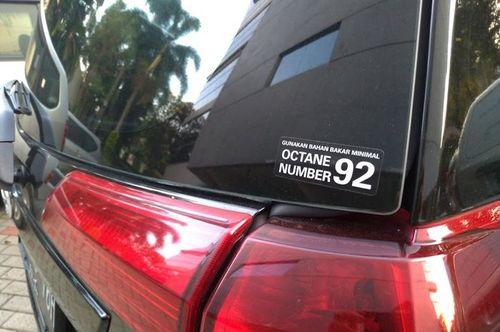 GUNAKAN BAHAN BAKAR MINIMAL
OCTANE
NUMBER 92